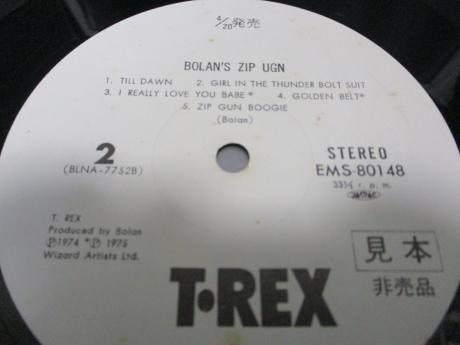 4/20発売
BOLAN'S ZIP UGN
1. TILL DAWN 2. GIRL IN THE THUNDER BOLT SUIT
3. I REALLY LOVE YOU BABE* 4. GOLDEN BELT*
5. ZIP GUN BOOGIE
(Bolan)
2
(BLNA-7752B)
STEREO
EMS-80148
33⅓ r.p.m.
T. REX
Produced by Bolan
Ⓟ1974 *Ⓟ 1975
Wizard Artists Ltd.
見本
非売品
T·REX